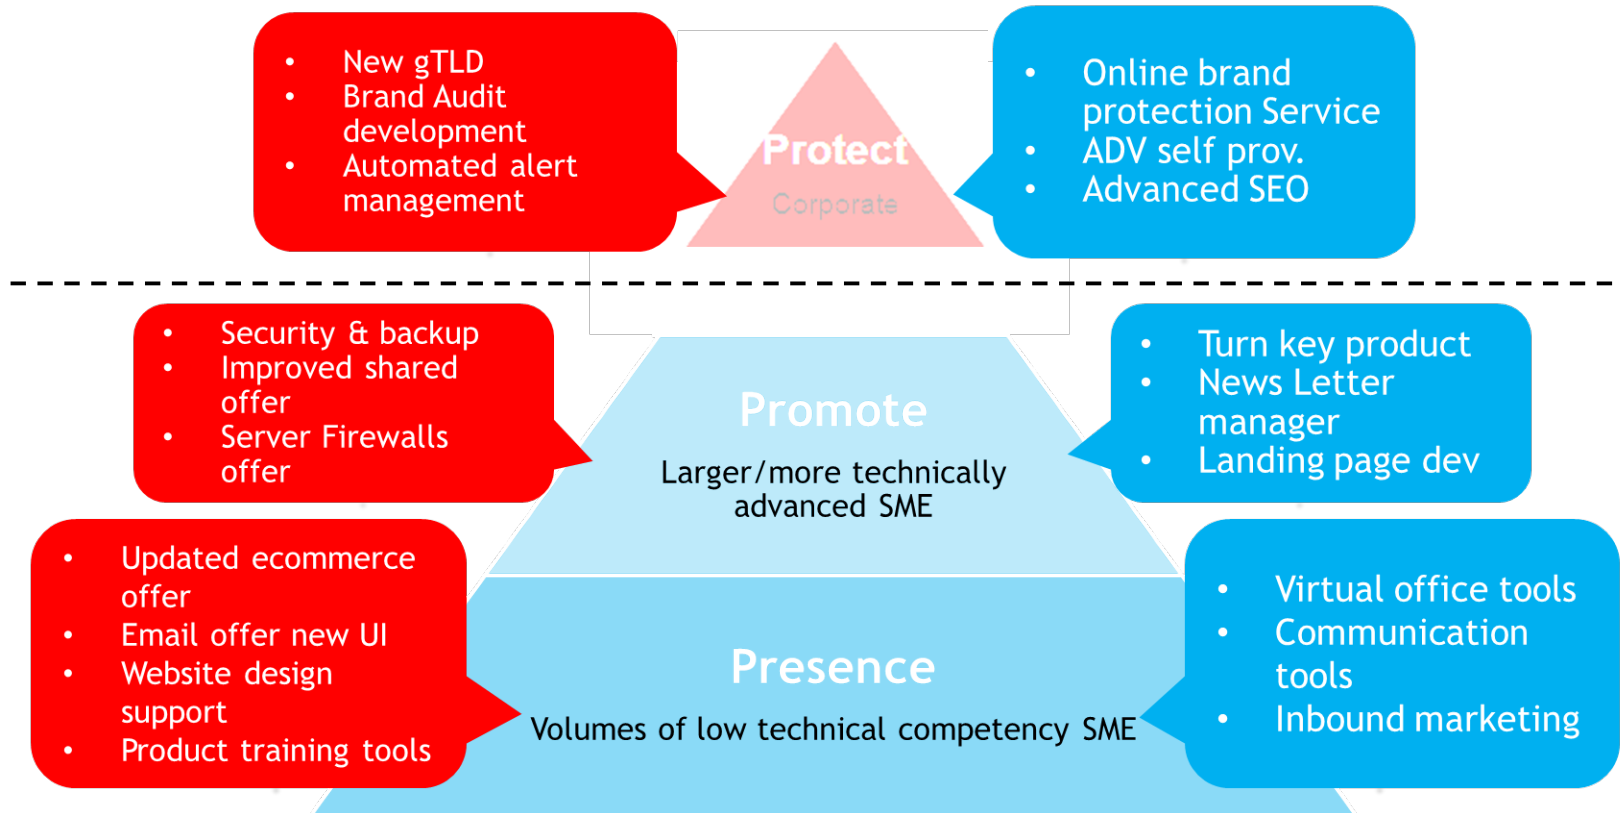 • New gTLD
• Brand Audit
development
• Automated alert
management
Protect
Corporate
• Online brand
protection Service
• ADV self prov.
• Advanced SEO
• Security & backup
• Improved shared
offer
• Server Firewalls
offer
Promote
Larger/more technically
advanced SME
• Turn key product
• News Letter
manager
• Landing page dev
• Updated ecommerce
offer
• Email offer new UI
• Website design
support
• Product training tools
Presence
Volumes of low technical competency SME
• Virtual office tools
• Communication
tools
• Inbound marketing